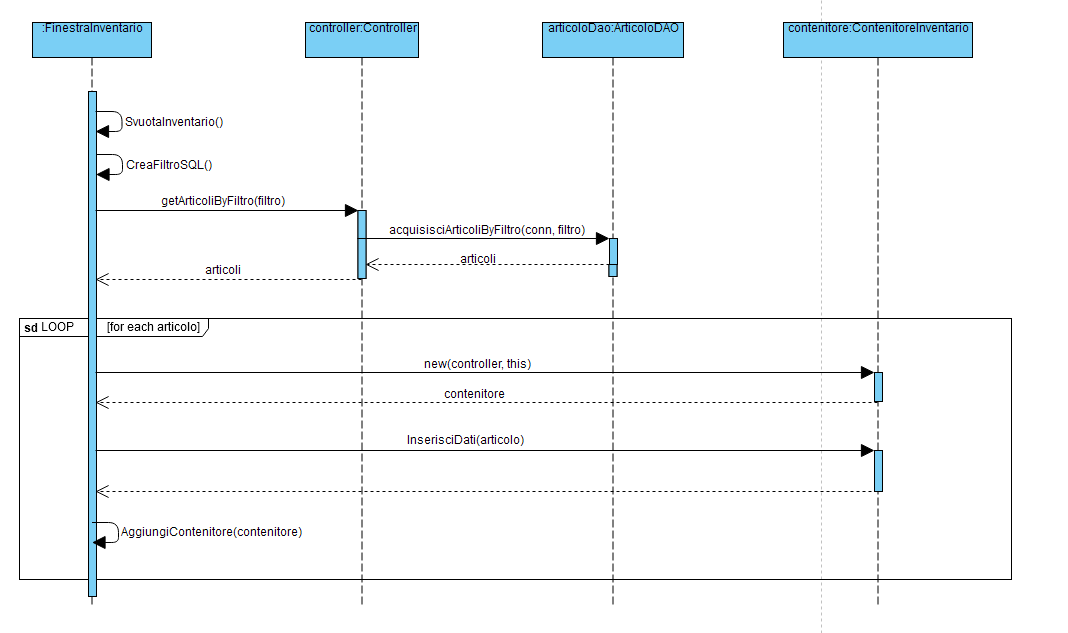 :FinestraInventario
controller:Controller
articoloDao:ArticoloDAO
contenitore:ContenitoreInventario
SvuotaInventario()
CreaFiltroSQL()
getArticoliByFiltro(filtro)
acquisisciArticoliByFiltro(conn, filtro)
articoli
articoli
sd LOOP [for each articolo]
new(controller, this)
contenitore
InserisciDati(articolo)
AggiungiContenitore(contenitore)